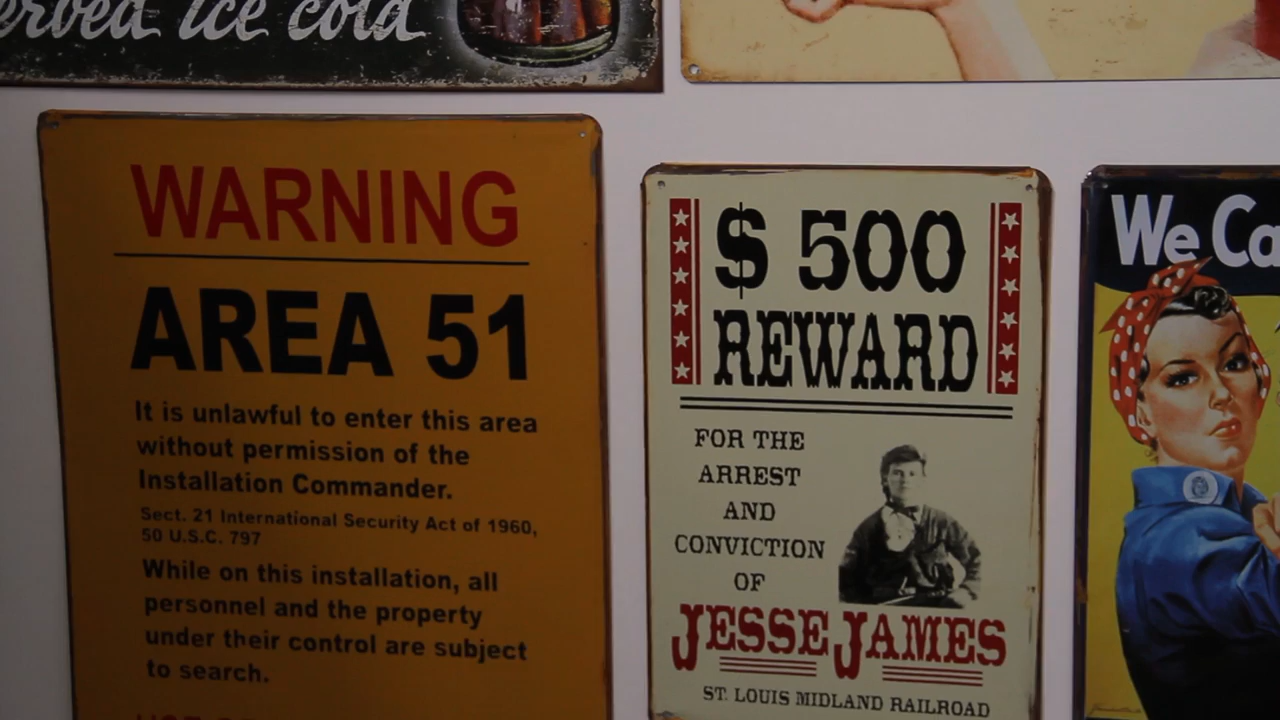 served ice cold
WARNING
AREA 51
It is unlawful to enter this area
without permission of the
Installation Commander.
Sect. 21 International Security Act of 1960,
50 U.S.C. 797
While on this installation, all
personnel and the property
under their control are subject
to search.
$ 500
REWARD
FOR THE
ARREST
AND
CONVICTION
OF
JESSE JAMES
ST. LOUIS MIDLAND RAILROAD
We Ca